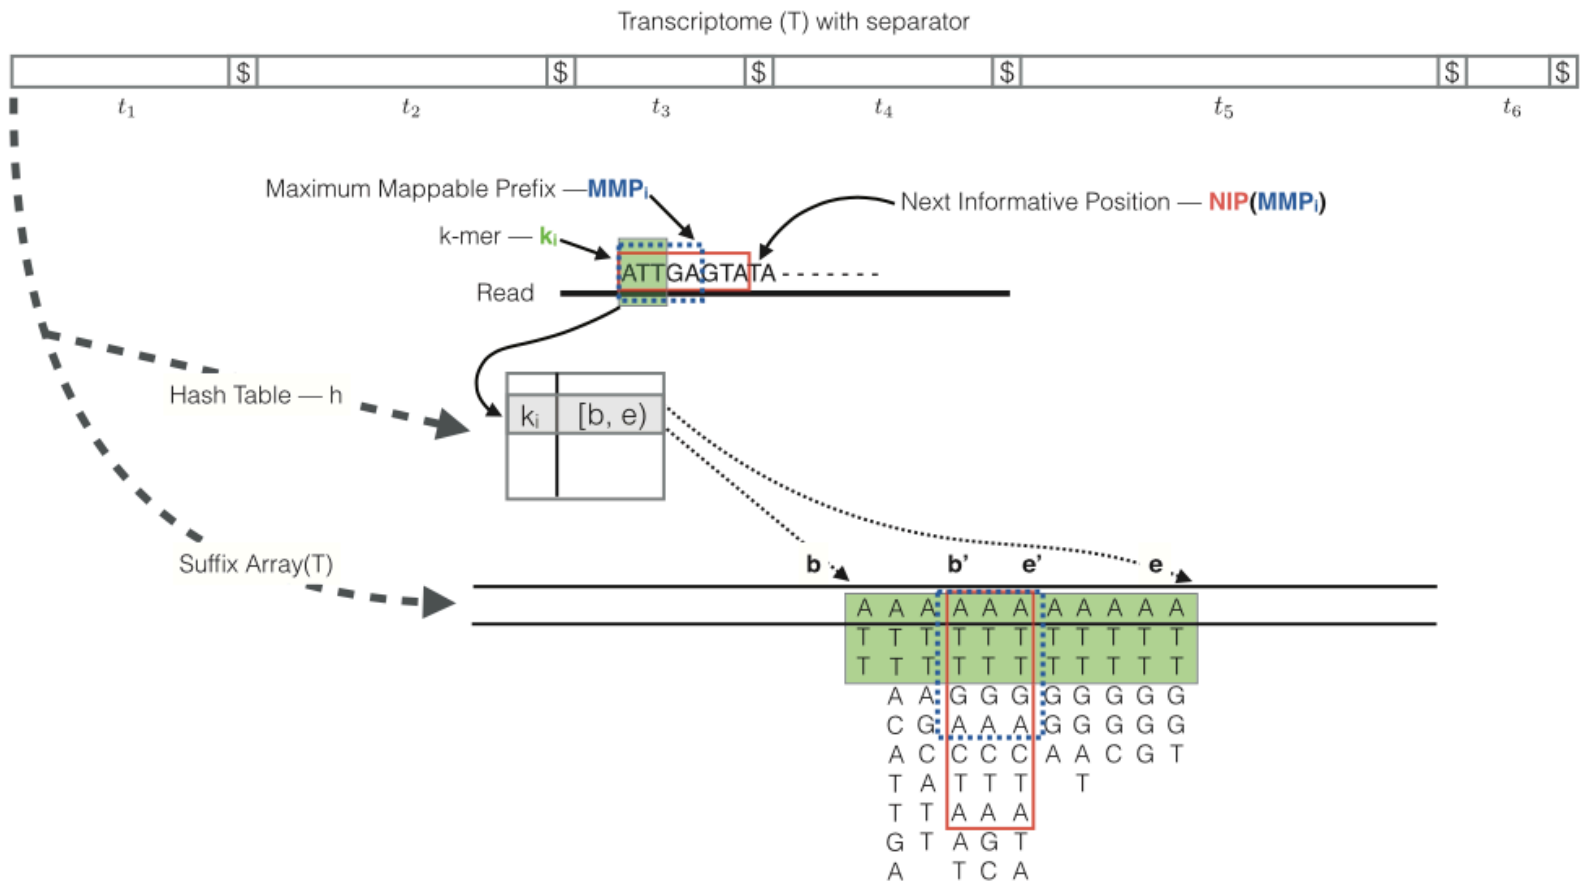 Transcriptome (T) with separator
$ $ $ $ $ $
t1 t2 t3 t4 t5 t6
Maximum Mappable Prefix — MMPi
Next Informative Position — NIP(MMPi)
k-mer — ki
ATTGAGTATA - - - - - - -
Read
Hash Table — h
ki [b, e)
Suffix Array(T)
b b' e' e
A A A A A A A A A A A
T T T T T T T T T T T
T T T T T T T T T T T
A A G G G G G G G G
C G A A A G G G G G
A C C C C A A C G T
T A T T T T
T T A A A
G T A G T
A T C A